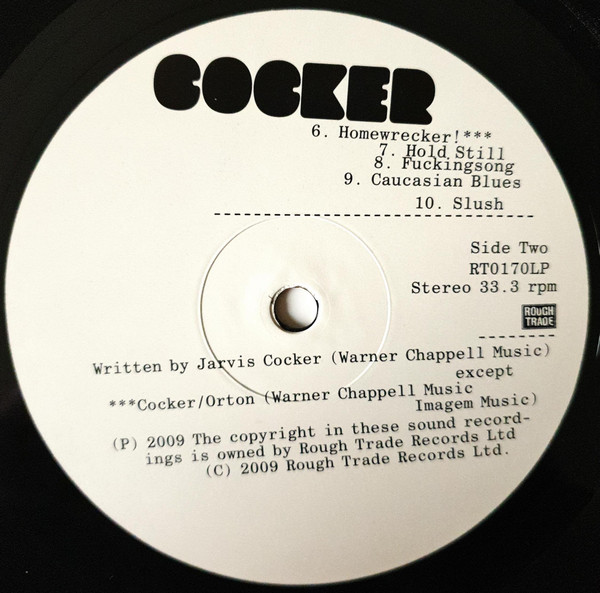 COCKER
6. Homewrecker!***
7. Hold Still
8. Fuckingsong
9. Caucasian Blues
10. Slush
Side Two
RT0170LP
Stereo 33.3 rpm
ROUGH
TRADE
Written by Jarvis Cocker (Warner Chappell Music)
except
***Cocker/Orton (Warner Chappell Music
Imagem Music)
(P) 2009 The copyright in these sound record-
ings is owned by Rough Trade Records Ltd
(C) 2009 Rough Trade Records Ltd.